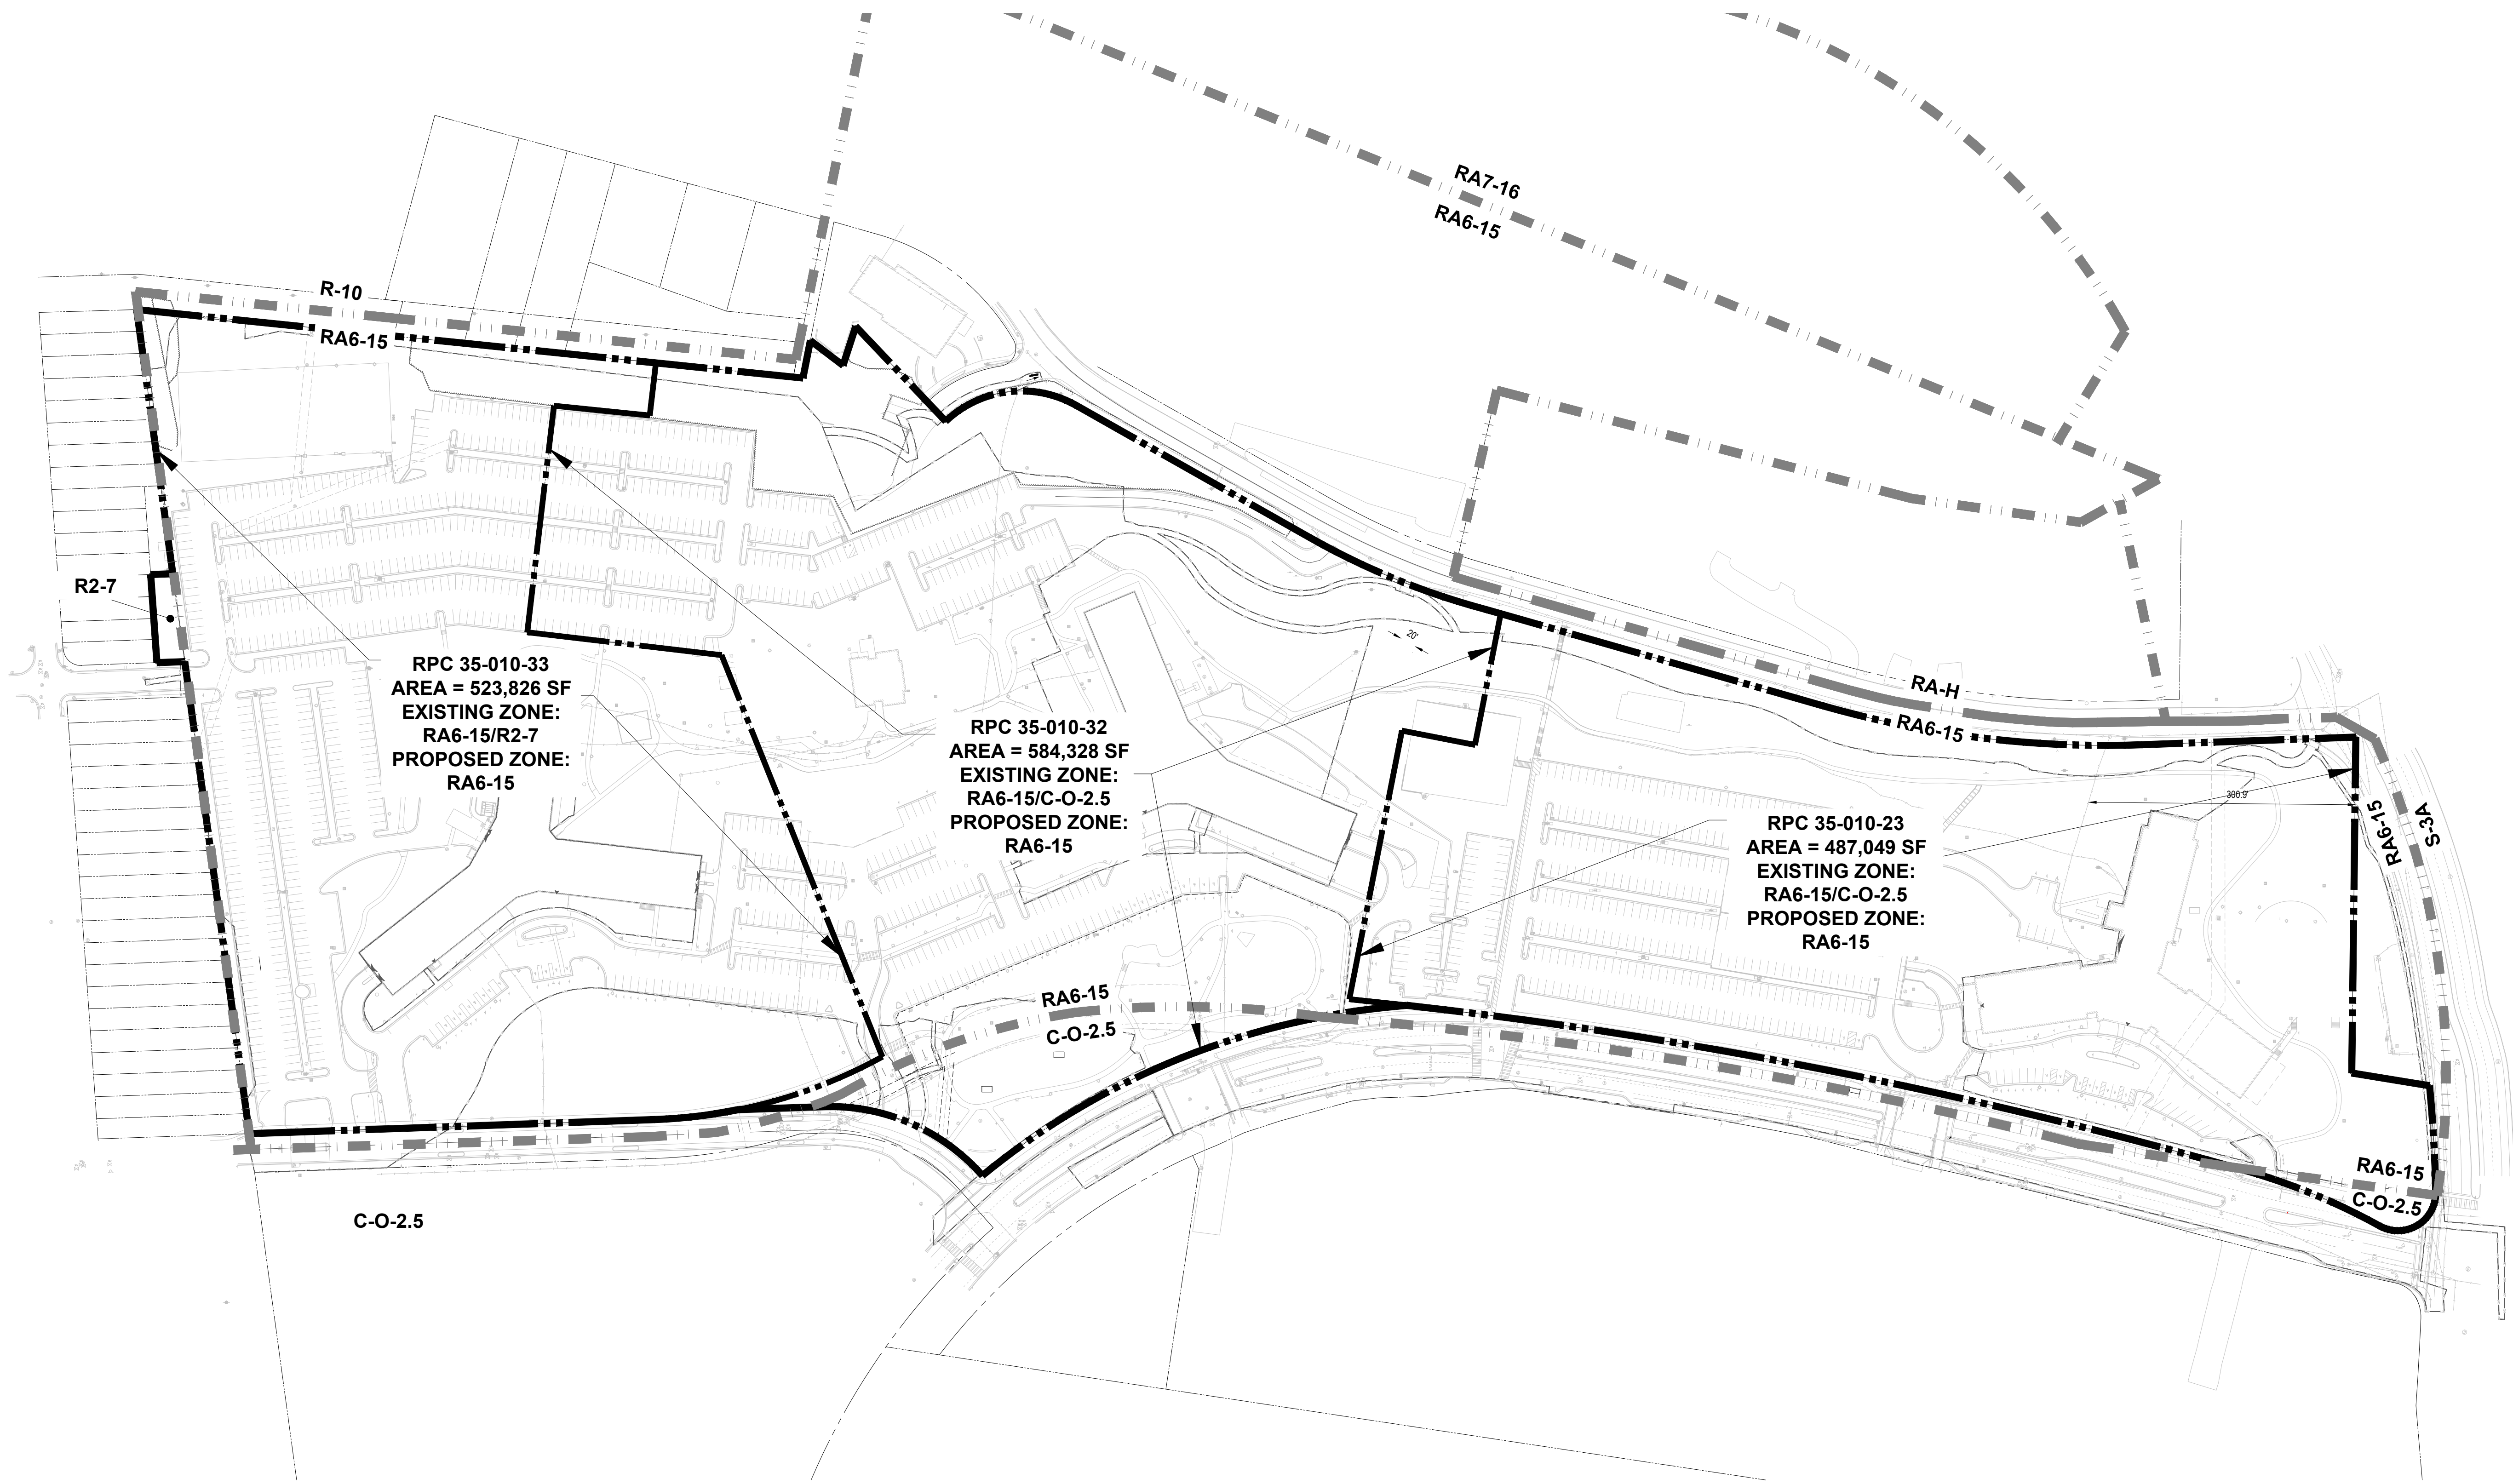 RA7-16
RA6-15
R-10
RA6-15
R2-7
20'
RPC 35-010-33
AREA = 523,826 SF
EXISTING ZONE:
RA6-15/R2-7
PROPOSED ZONE:
RA6-15
RPC 35-010-32
AREA = 584,328 SF
EXISTING ZONE:
RA6-15/C-O-2.5
PROPOSED ZONE:
RA6-15
RA-H
RA6-15
300.9'
RPC 35-010-23
AREA = 487,049 SF
EXISTING ZONE:
RA6-15/C-O-2.5
PROPOSED ZONE:
RA6-15
RA6-15
S-3A
RA6-15
C-O-2.5
RA6-15
C-O-2.5
C-O-2.5